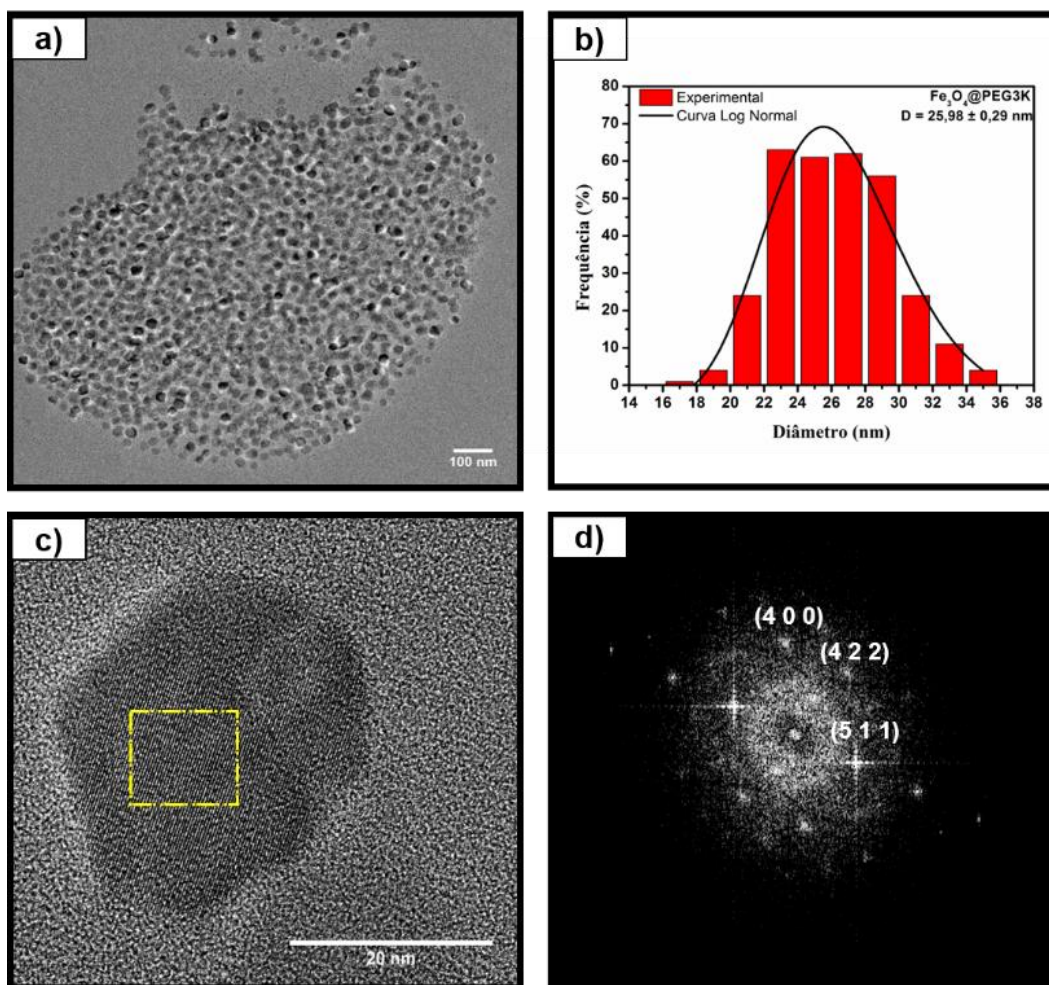 a)
100 nm
b)
Experimental
Curva Log Normal
Fe₃O₄@PEG3K
D = 25,98 ± 0,29 nm
Frequência (%)
80
70
60
50
40
30
20
10
0
14 16 18 20 22 24 26 28 30 32 34 36 38
Diâmetro (nm)
c)
20 nm
d)
(4 0 0)
(4 2 2)
(5 1 1)